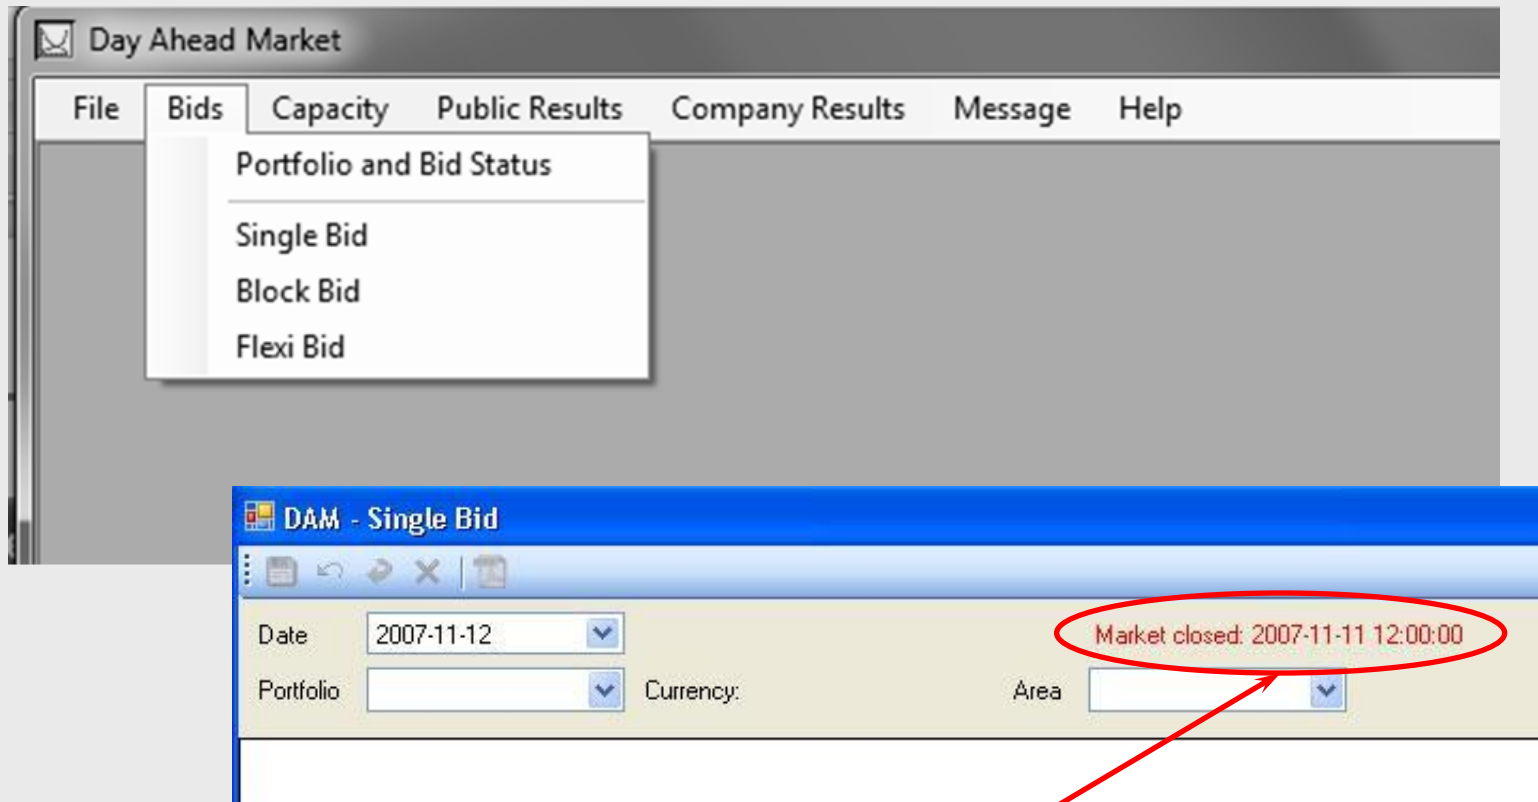 Day Ahead Market
File Bids Capacity Public Results Company Results Message Help
Portfolio and Bid Status
Single Bid
Block Bid
Flexi Bid
DAM - Single Bid
Date 2007-11-12 Market closed: 2007-11-11 12:00:00
Portfolio Currency: Area